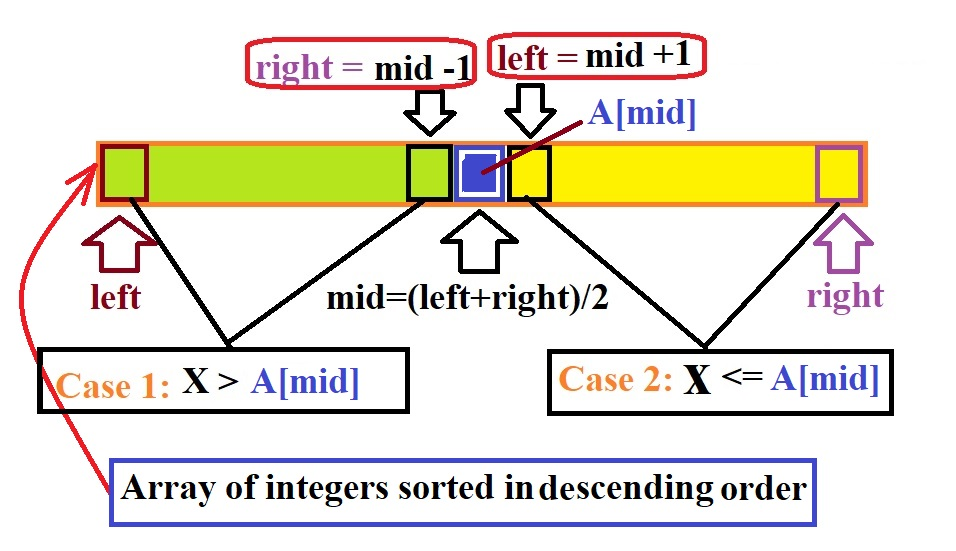 right = mid -1
left = mid +1
A[mid]
left
mid=(left+right)/2
right
Case 1: X > A[mid]
Case 2: X <= A[mid]
Array of integers sorted in descending order